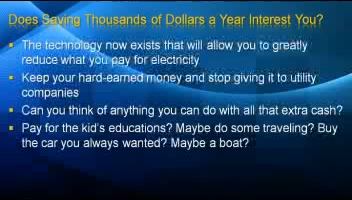 Does Saving Thousands of Dollars a Year Interest You?
The technology now exists that will allow you to greatly
reduce what you pay for electricity
Keep your hard-earned money and stop giving it to utility
companies
Can you think of anything you can do with all that extra cash?
Pay for the kid's educations? Maybe do some traveling? Buy
the car you always wanted? Maybe a boat?